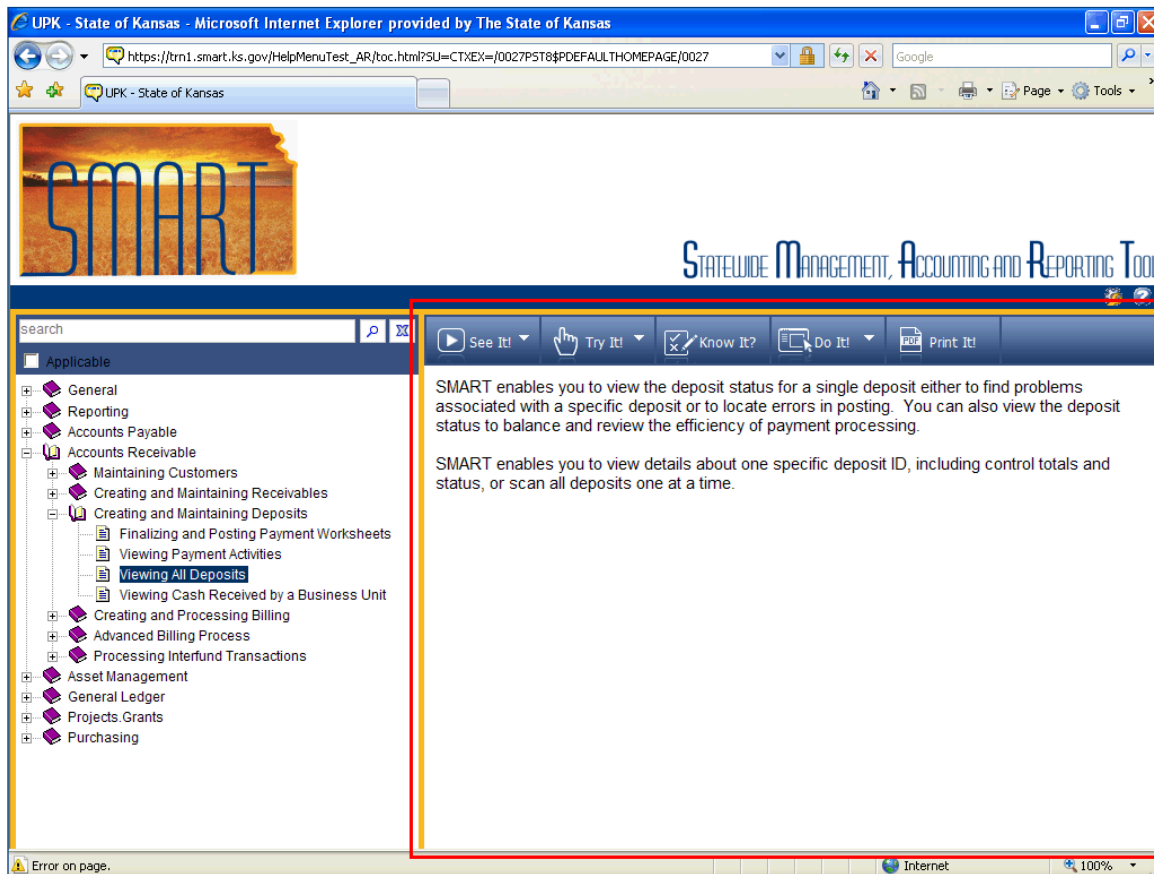 UPK - State of Kansas - Microsoft Internet Explorer provided by The State of Kansas
https://trn1.smart.ks.gov/HelpMenuTest_AR/toc.html?SU=CTXEX=/0027PST8$PDEFAULTHOMEPAGE/0027
Google
UPK - State of Kansas
Page
Tools
SMART
STATEWIDE MANAGEMENT, ACCOUNTING AND REPORTING TOOL
search
See It!
Try It!
Know It?
Do It!
PDF
Print It!
Applicable
General
Reporting
Accounts Payable
Accounts Receivable
Maintaining Customers
Creating and Maintaining Receivables
Creating and Maintaining Deposits
Finalizing and Posting Payment Worksheets
Viewing Payment Activities
Viewing All Deposits
Viewing Cash Received by a Business Unit
Creating and Processing Billing
Advanced Billing Process
Processing Interfund Transactions
Asset Management
General Ledger
Projects.Grants
Purchasing
SMART enables you to view the deposit status for a single deposit either to find problems
associated with a specific deposit or to locate errors in posting.  You can also view the deposit
status to balance and review the efficiency of payment processing.
SMART enables you to view details about one specific deposit ID, including control totals and
status, or scan all deposits one at a time.
Error on page.
Internet
100%